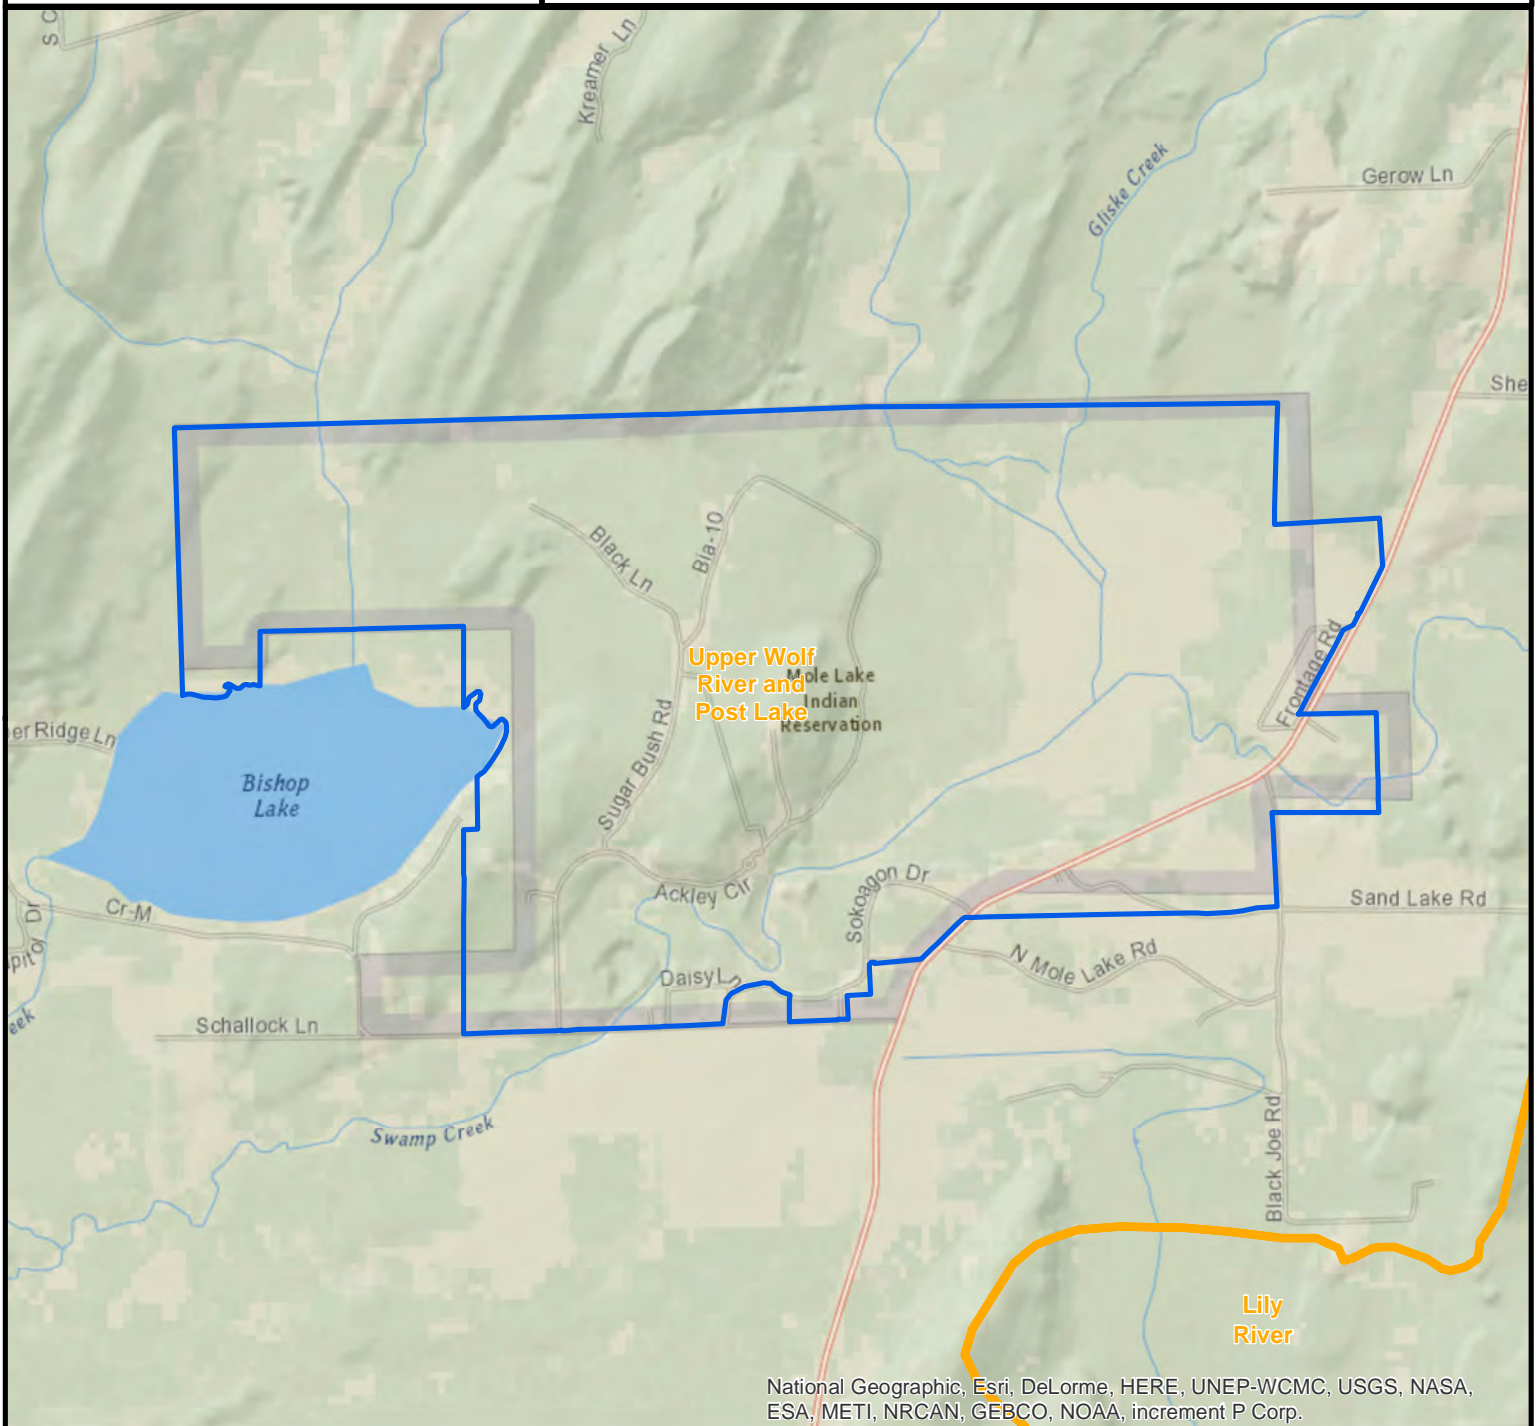 S C
Kreamer Ln
Gliske Creek
Gerow Ln
She
Black Ln
Bia-10
Upper Wolf
River and
Post Lake
Mole Lake
Indian
Reservation
Frontage Rd
er Ridge Ln
Bishop
Lake
Sugar Bush Rd
Ackley Cir
Sokoagon Dr
Sand Lake Rd
Cr-M
pitol Dr
N Mole Lake Rd
Daisy Ln
eek
Schallock Ln
Swamp Creek
Black Joe Rd
Lily
River
National Geographic, Esri, DeLorme, HERE, UNEP-WCMC, USGS, NASA,
ESA, METI, NRCAN, GEBCO, NOAA, increment P Corp.